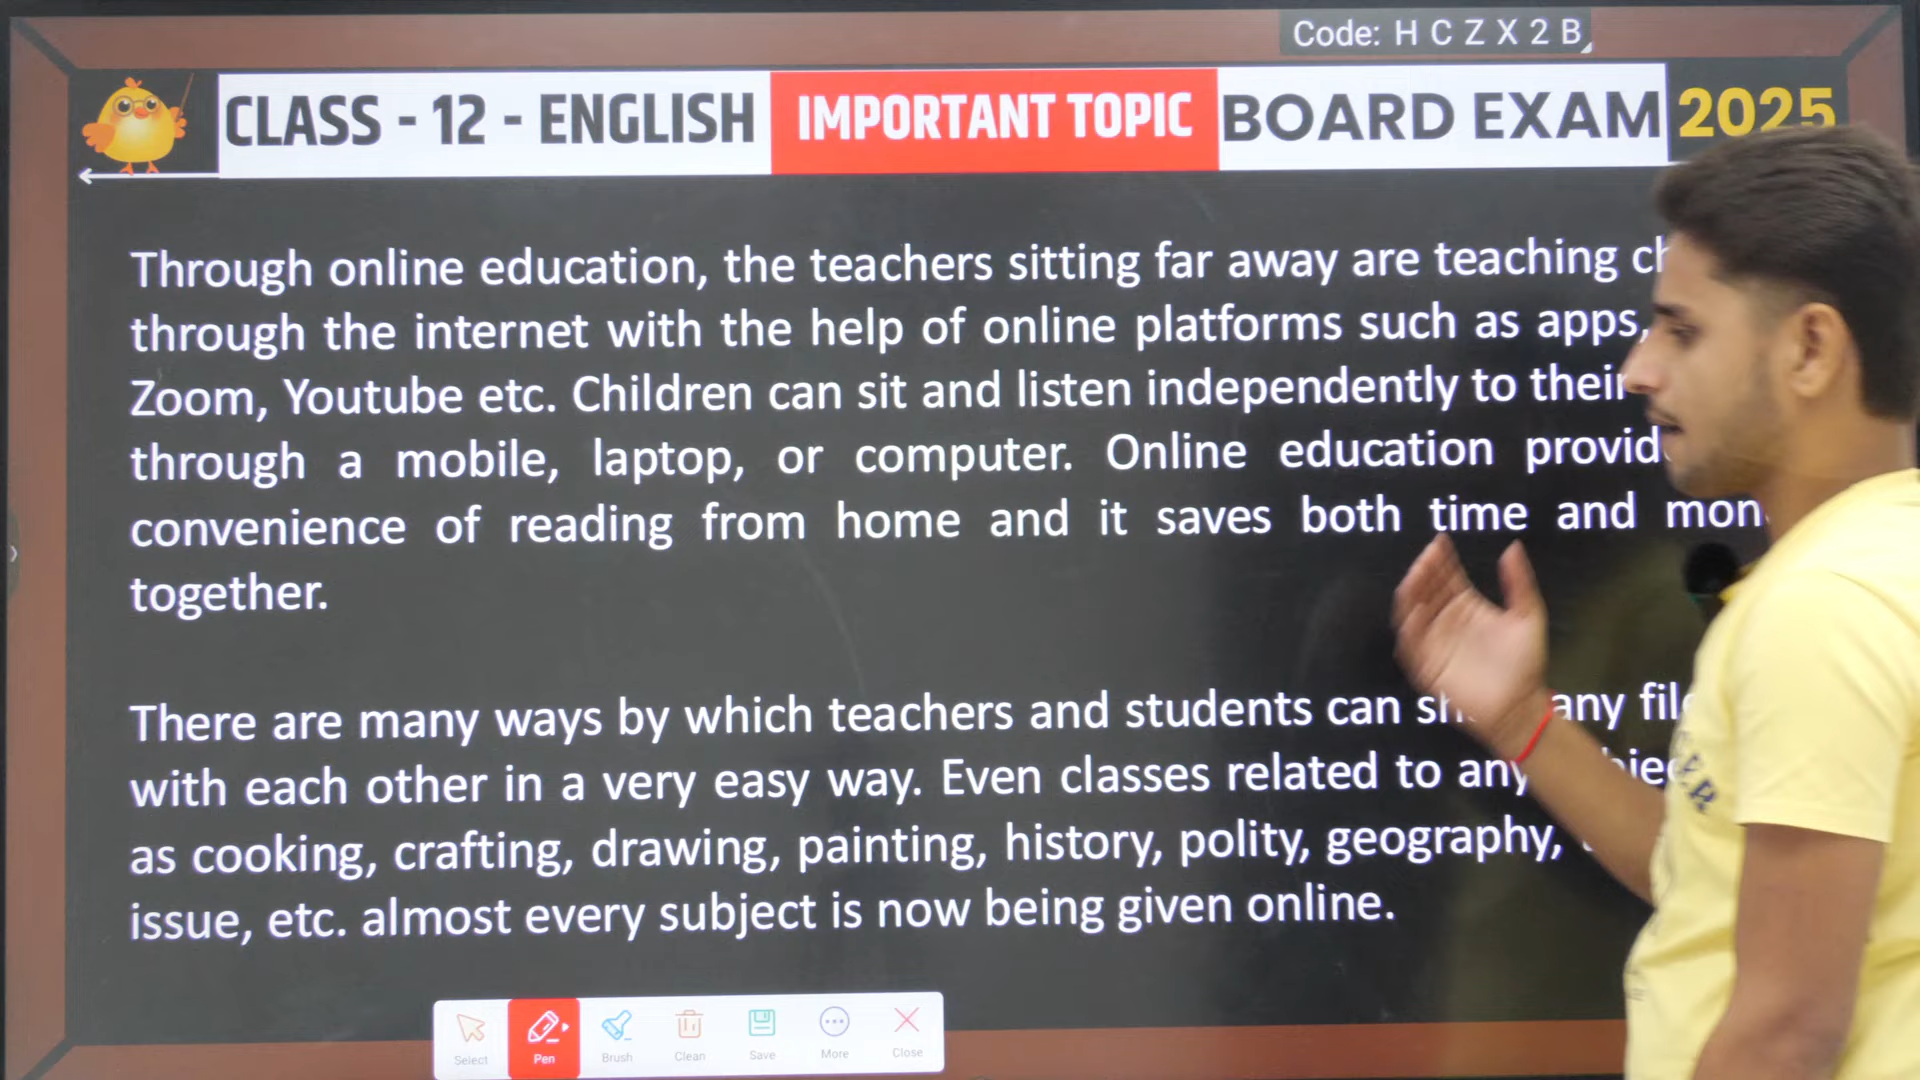 Code: H C Z X 2 B
CLASS - 12 - ENGLISH IMPORTANT TOPIC BOARD EXAM 2025
Through online education, the teachers sitting far away are teaching
through the internet with the help of online platforms such as apps,
Zoom, Youtube etc. Children can sit and listen independently to their
through a mobile, laptop, or computer. Online education
convenience of reading from home and it saves both time and
together.
There are many ways by which teachers and students can any
with each other in a very easy way. Even classes related to any
as cooking, crafting, drawing, painting, history, polity, geography,
issue, etc. almost every subject is now being given online.
Select Pen Brush Clean Save More Close